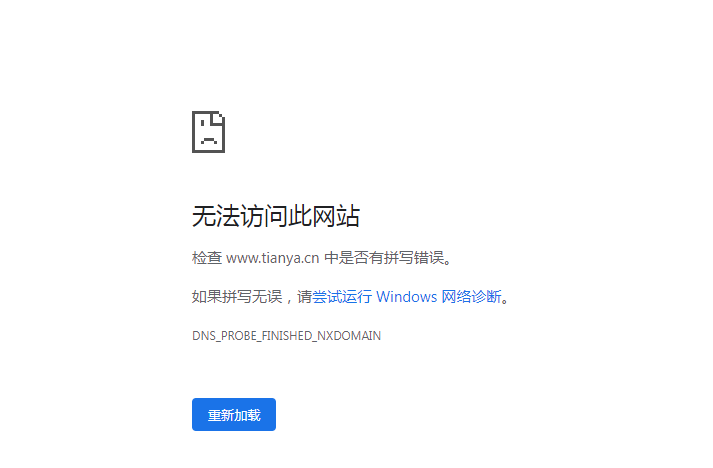 无法访问此网站
检查 www.tianya.cn 中是否有拼写错误。
如果拼写无误，请尝试运行 Windows 网络诊断。
DNS_PROBE_FINISHED_NXDOMAIN
重新加载